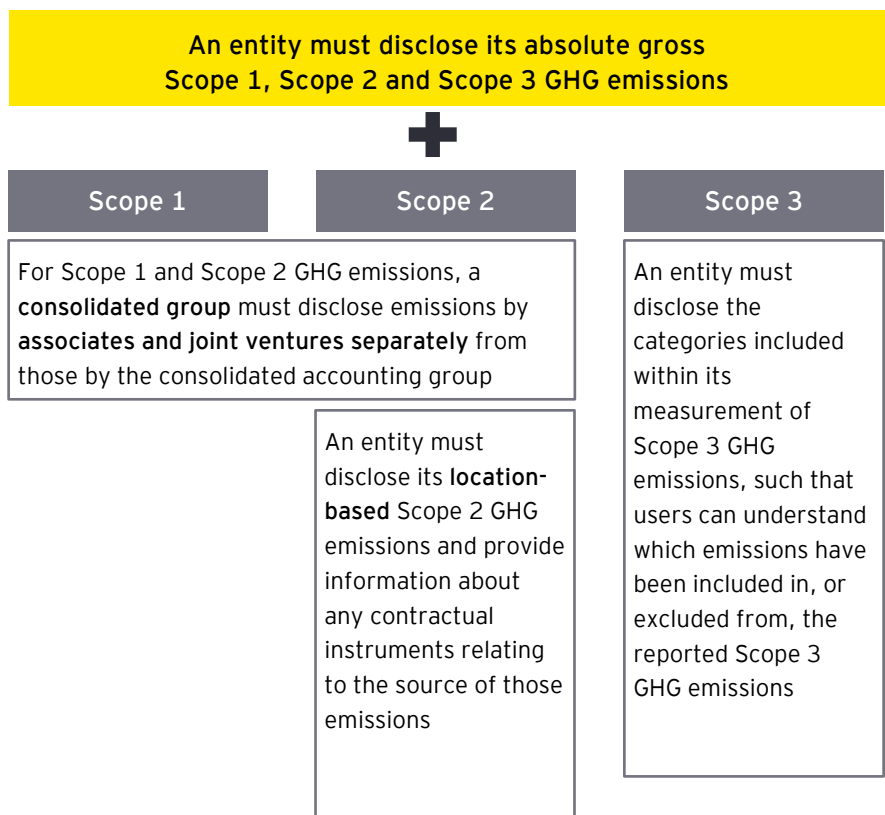 An entity must disclose its absolute gross
Scope 1, Scope 2 and Scope 3 GHG emissions
Scope 1
Scope 2
Scope 3
For Scope 1 and Scope 2 GHG emissions, a
consolidated group must disclose emissions by
associates and joint ventures separately from
those by the consolidated accounting group
An entity must
disclose its location-
based Scope 2 GHG
emissions and provide
information about
any contractual
instruments relating
to the source of those
emissions
An entity must
disclose the
categories included
within its
measurement of
Scope 3 GHG
emissions, such that
users can understand
which emissions have
been included in, or
excluded from, the
reported Scope 3
GHG emissions